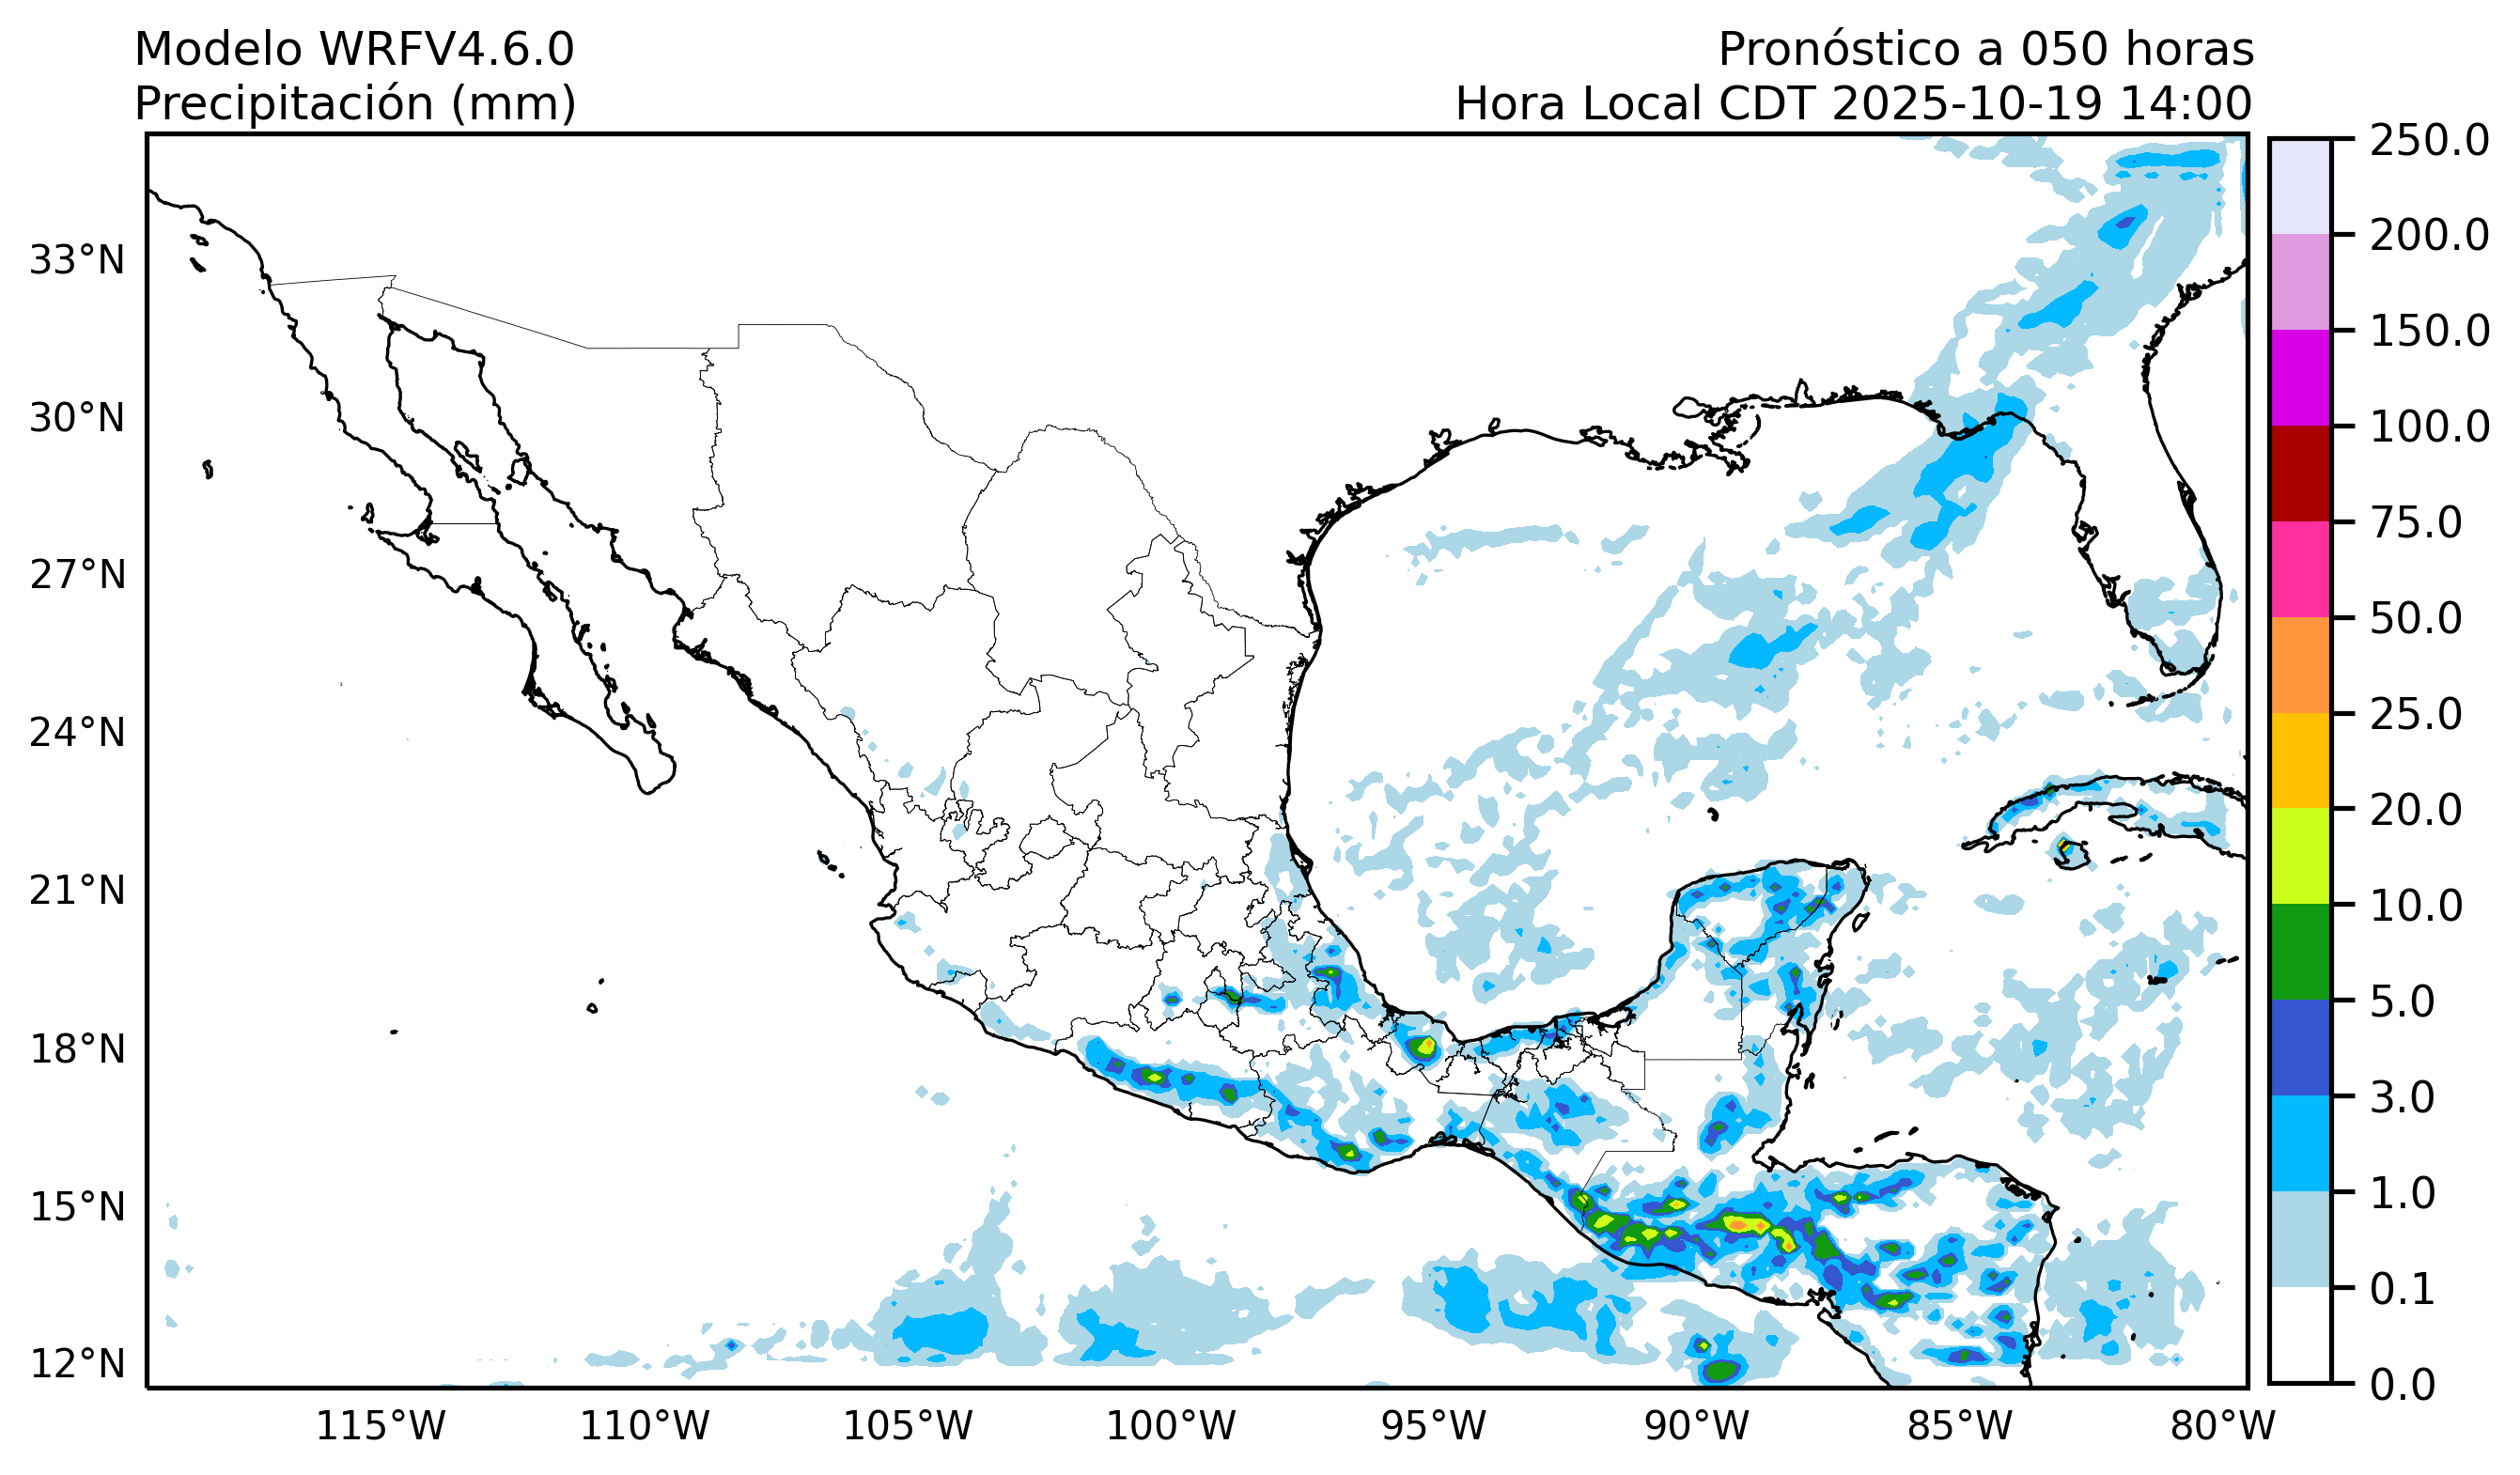 Modelo WRFV4.6.0
Precipitación (mm)
Pronóstico a 050 horas
Hora Local CDT 2025-10-19 14:00
33°N
30°N
27°N
24°N
21°N
18°N
15°N
12°N
115°W
110°W
105°W
100°W
95°W
90°W
85°W
80°W
250.0
200.0
150.0
100.0
75.0
50.0
25.0
20.0
10.0
5.0
3.0
1.0
0.1
0.0